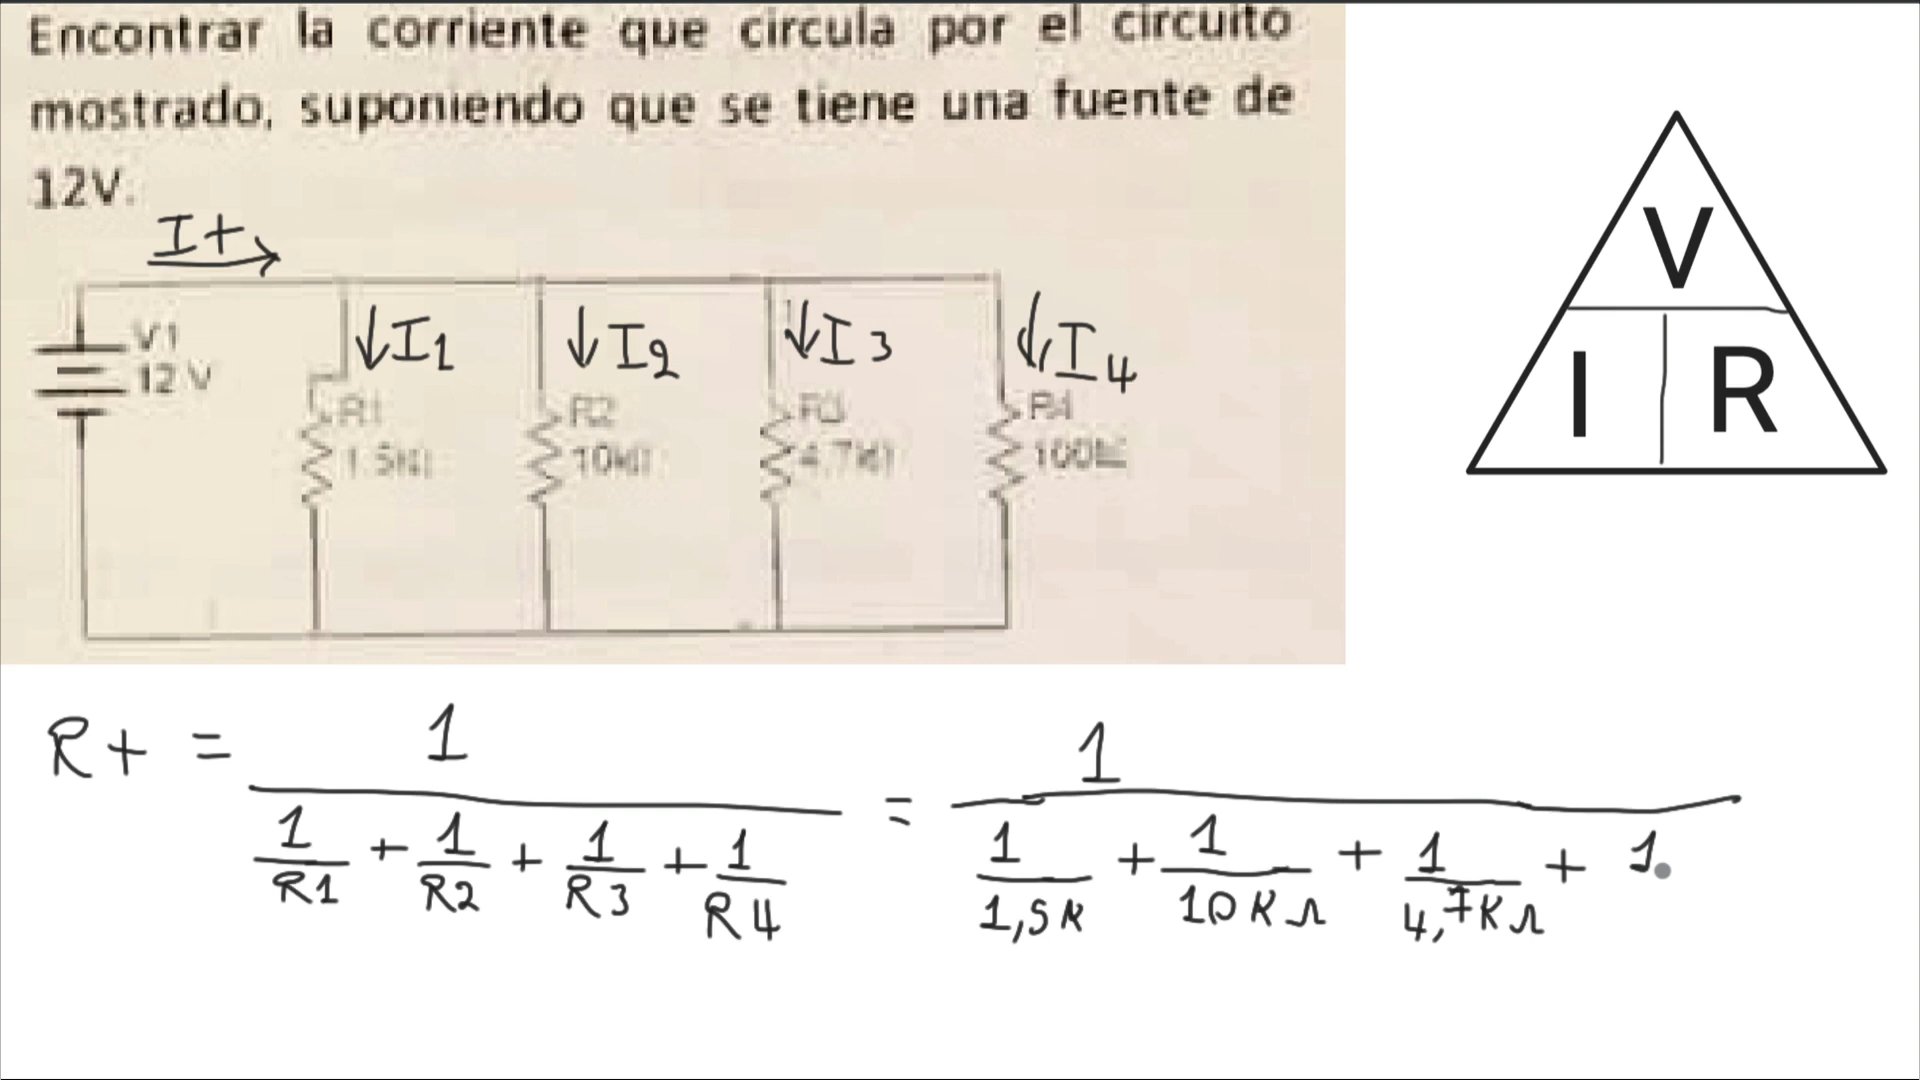 Encontrar la corriente que circula por el circuito
mostrado, suponiendo que se tiene una fuente de
12V.
It
V1
12 V
I1
I2
I3
I4
R1
1.5kΩ
R2
10kΩ
R3
4.7kΩ
R4
V
I R
Rt = 1 / (1/R1 + 1/R2 + 1/R3 + 1/R4) = 1 / (1/1,5K + 1/10KΩ + 1/4,7KΩ + 1